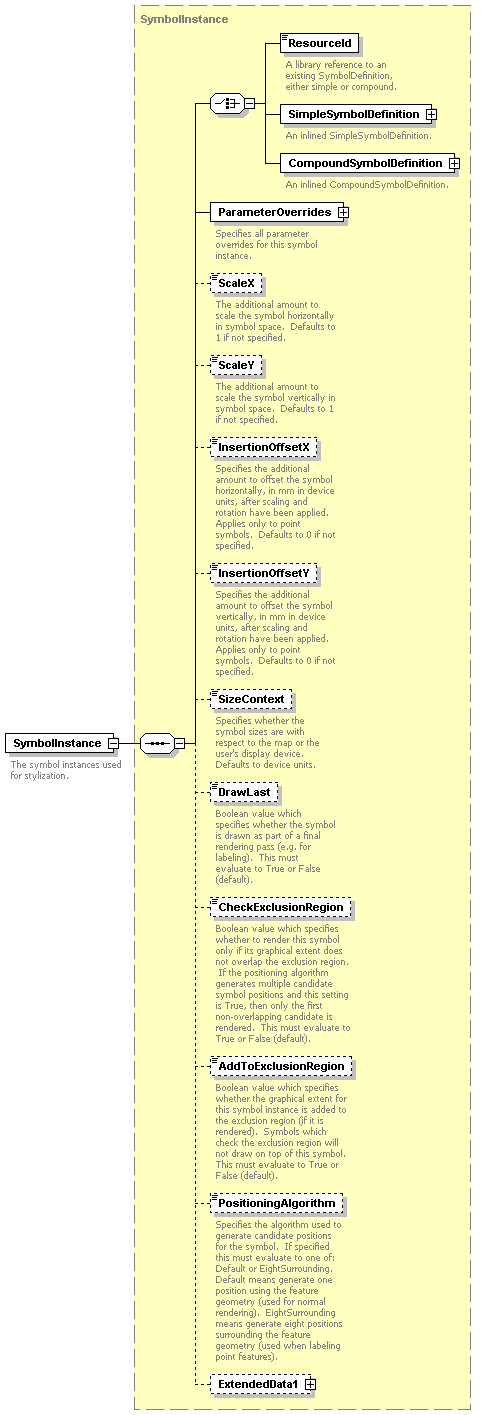 SymbolInstance
ResourceId
A library reference to an
existing SymbolDefinition,
either simple or compound.
SimpleSymbolDefinition
An inlined SimpleSymbolDefinition.
CompoundSymbolDefinition
An inlined CompoundSymbolDefinition.
ParameterOverrides
Specifies all parameter
overrides for this symbol
instance.
ScaleX
The additional amount to
scale the symbol horizontally
in symbol space.  Defaults to
1 if not specified.
ScaleY
The additional amount to
scale the symbol vertically in
symbol space.  Defaults to 1
if not specified.
InsertionOffsetX
Specifies the additional
amount to offset the symbol
horizontally, in mm in device
units, after scaling and
rotation have been applied.
Applies only to point
symbols.  Defaults to 0 if not
specified.
InsertionOffsetY
Specifies the additional
amount to offset the symbol
vertically, in mm in device
units, after scaling and
rotation have been applied.
Applies only to point
symbols.  Defaults to 0 if not
specified.
SizeContext
Specifies whether the
symbol sizes are with
respect to the map or the
user's display device.
Defaults to device units.
SymbolInstance
The symbol instances used
for stylization.
DrawLast
Boolean value which
specifies whether the symbol
is drawn as part of a final
rendering pass (e.g. for
labeling).  This must
evaluate to True or False
(default).
CheckExclusionRegion
Boolean value which specifies
whether to render this symbol
only if its graphical extent does
not overlap the exclusion region.
If the positioning algorithm
generates multiple candidate
symbol positions and this setting
is True, then only the first
non-overlapping candidate is
rendered.  This must evaluate to
True or False (default).
AddToExclusionRegion
Boolean value which specifies
whether the graphical extent for
this symbol instance is added to
the exclusion region (if it is
rendered).  Symbols which
check the exclusion region will
not draw on top of this symbol.
This must evaluate to True or
False (default).
PositioningAlgorithm
Specifies the algorithm used to
generate candidate positions
for the symbol.  If specified
this must evaluate to one of:
Default or EightSurrounding.
Default means generate one
position using the feature
geometry (used for normal
rendering).  EightSurrounding
means generate eight positions
surrounding the feature
geometry (used when labeling
point features).
ExtendedData1